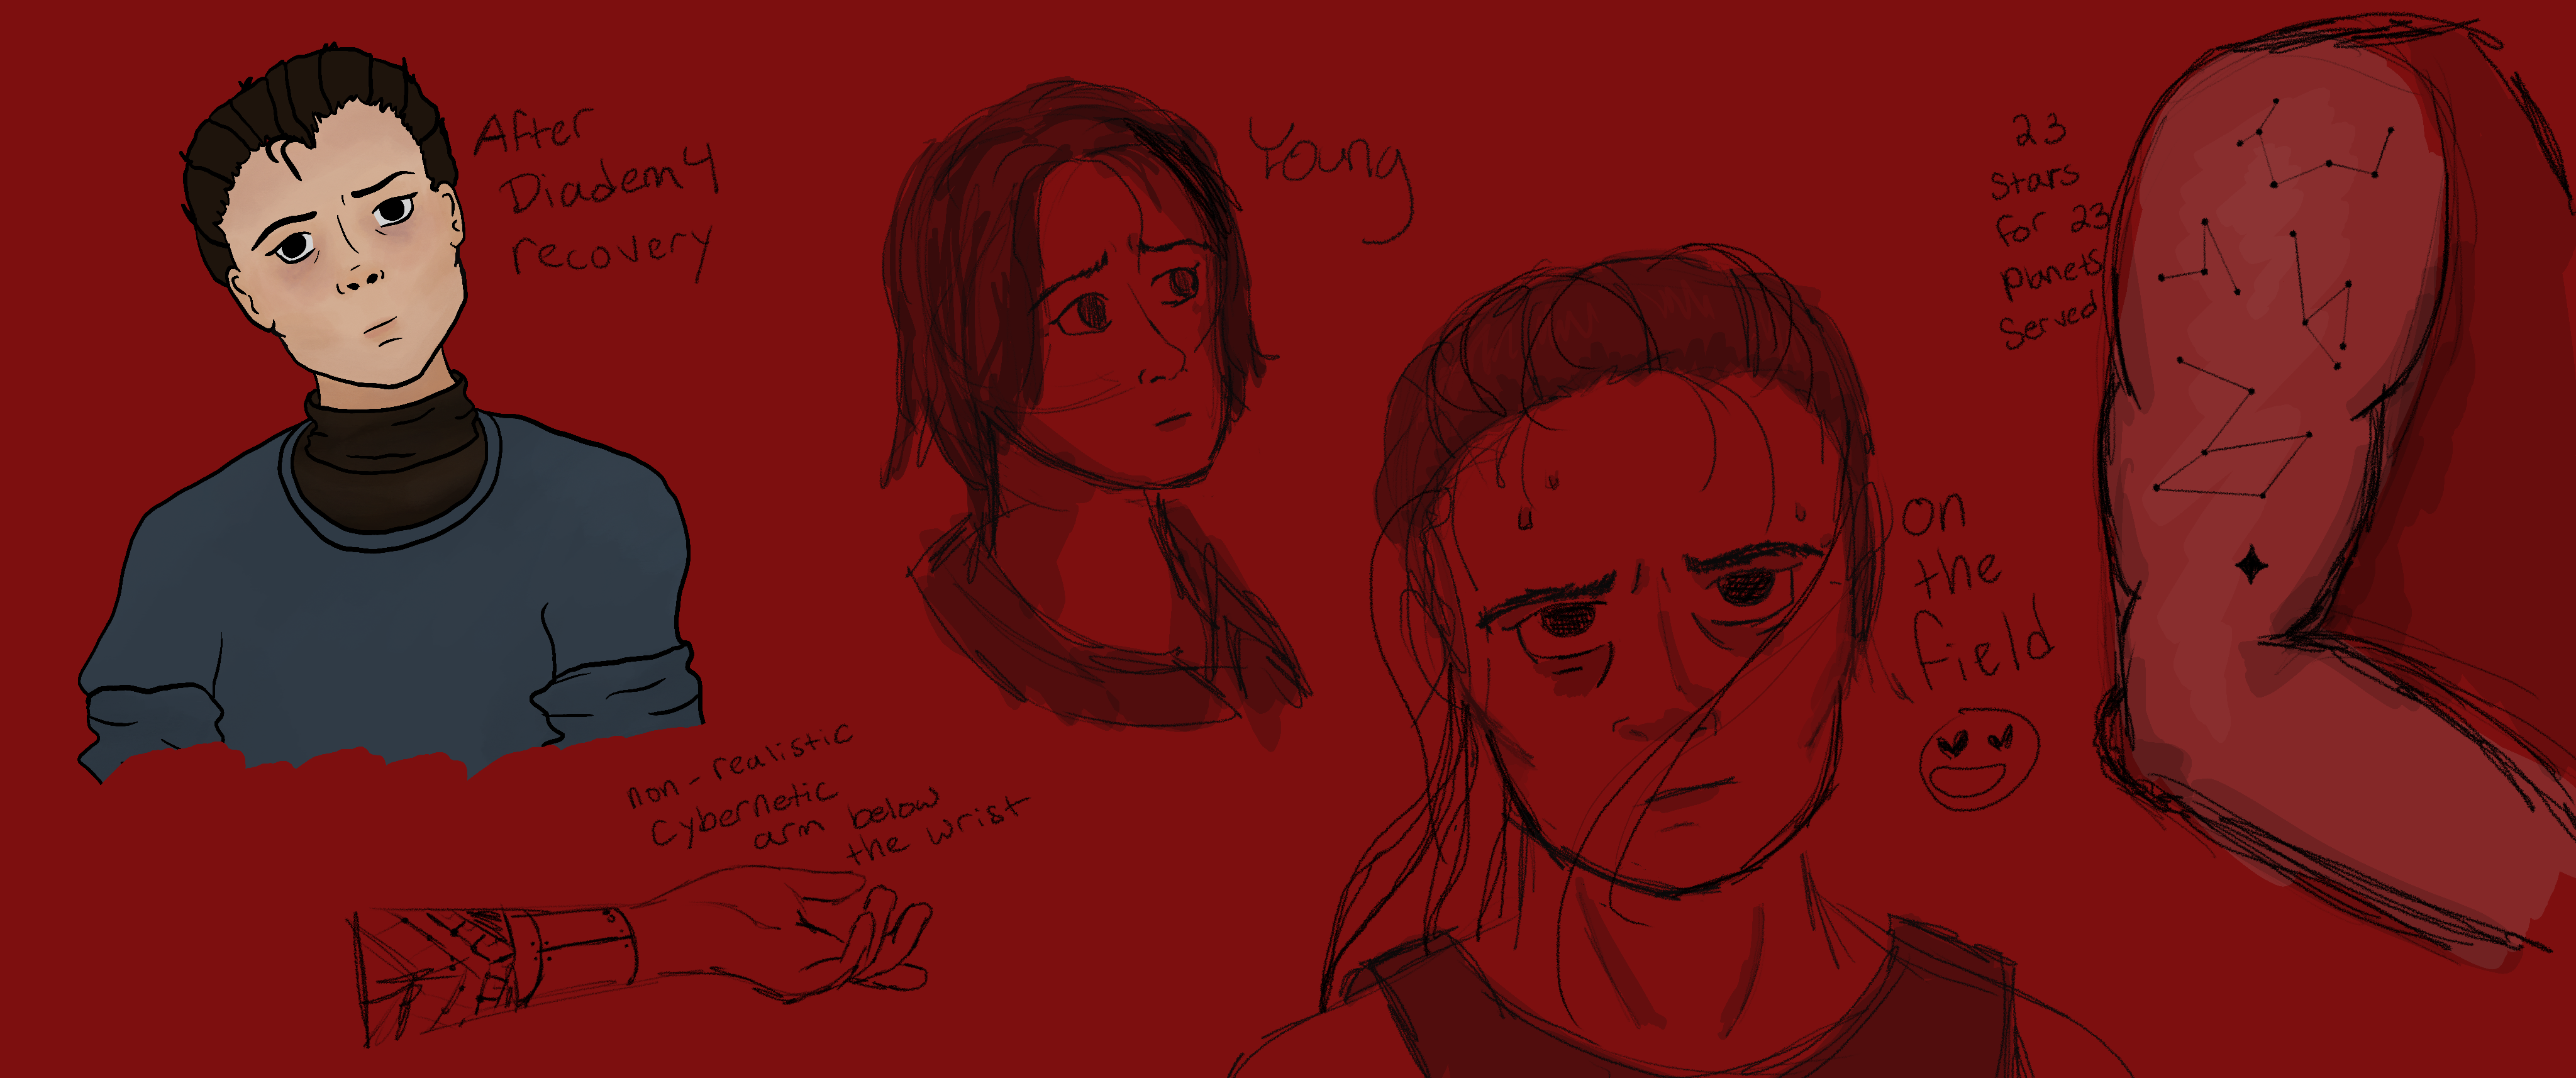 After
Diadem 4
recovery
Young
on
the
field
23
Stars
for 23
Planets
Served
non-realistic
Cybernetic
arm below
the wrist